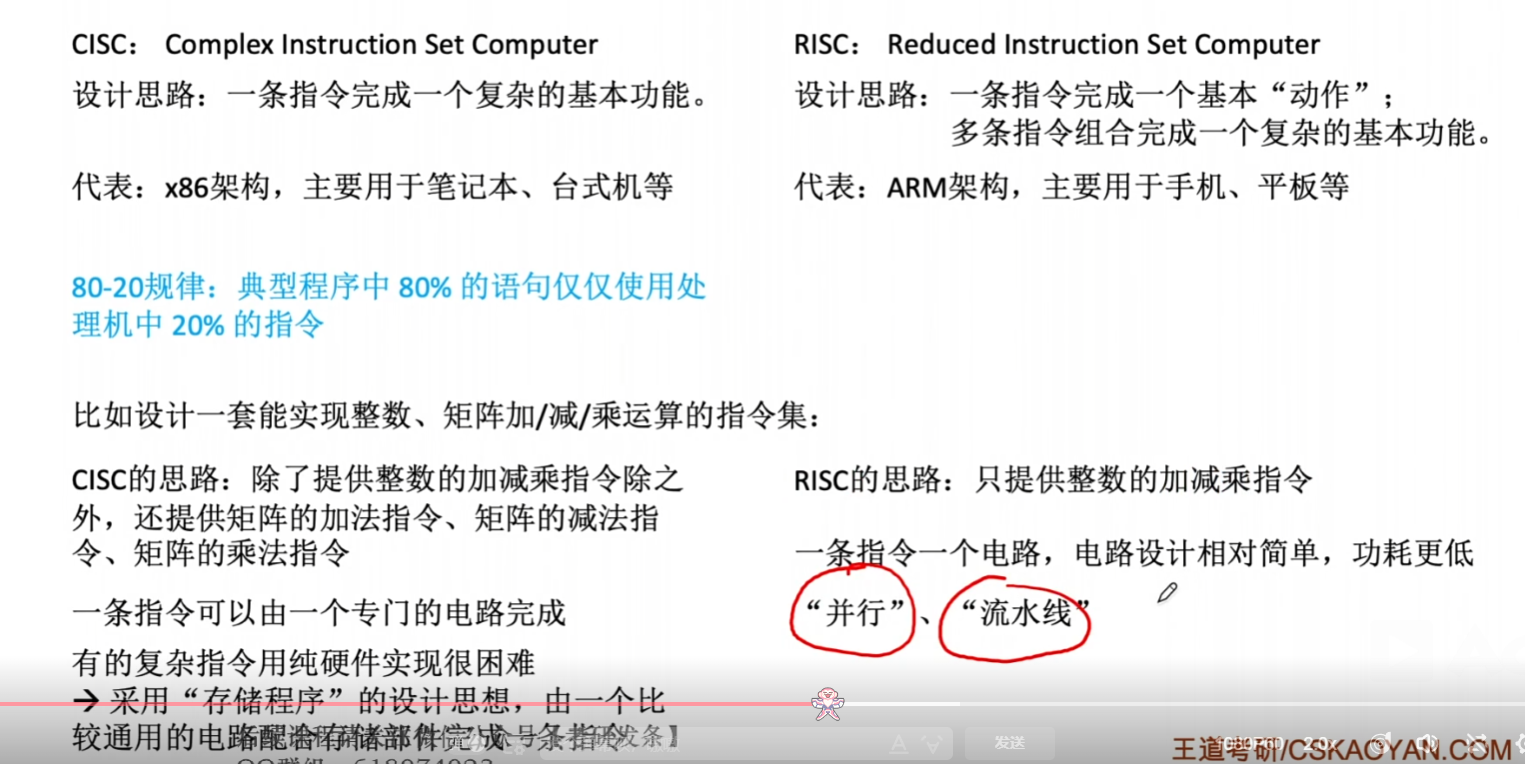 CISC： Complex Instruction Set Computer
设计思路：一条指令完成一个复杂的基本功能。
代表：x86架构，主要用于笔记本、台式机等
RISC： Reduced Instruction Set Computer
设计思路：一条指令完成一个基本“动作”；
多条指令组合完成一个复杂的基本功能。
代表：ARM架构，主要用于手机、平板等
80-20规律：典型程序中 80% 的语句仅仅使用处
理机中 20% 的指令
比如设计一套能实现整数、矩阵加/减/乘运算的指令集：
CISC的思路：除了提供整数的加减乘指令除之
外，还提供矩阵的加法指令、矩阵的减法指
令、矩阵的乘法指令
一条指令可以由一个专门的电路完成
有的复杂指令用纯硬件实现很困难
→ 采用“存储程序”的设计思想，由一个比
较通用的电路配合存储部件完成一条指令
RISC的思路：只提供整数的加减乘指令
一条指令一个电路，电路设计相对简单，功耗更低
“并行”、“流水线”
发送
1080P60 2.0x
王道考研/CSKAOYAN.COM